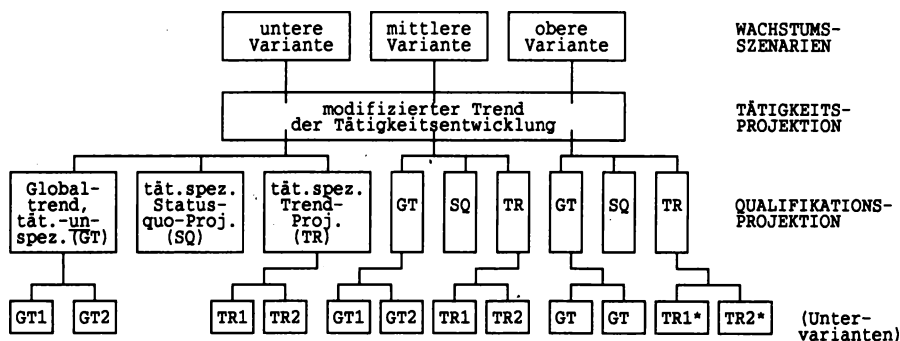 untere
Variante
mittlere
Variante
obere
Variante
WACHSTUMS-
SZENARIEN
modifizierter Trend
der Tätigkeitsentwicklung
TÄTIGKEITS-
PROJEKTION
Global-
trend,
tät.-un-
spez.(GT)
tät.spez.
Status-
quo-Proj.
(SQ)
tät.spez.
Trend-
Proj.
(TR)
GT
SQ
TR
GT
SQ
TR
QUALIFIKATIONS-
PROJEKTION
GT1
GT2
TR1
TR2
GT1
GT2
TR1
TR2
GT
GT
TR1*
TR2*
(Unter-
varianten)